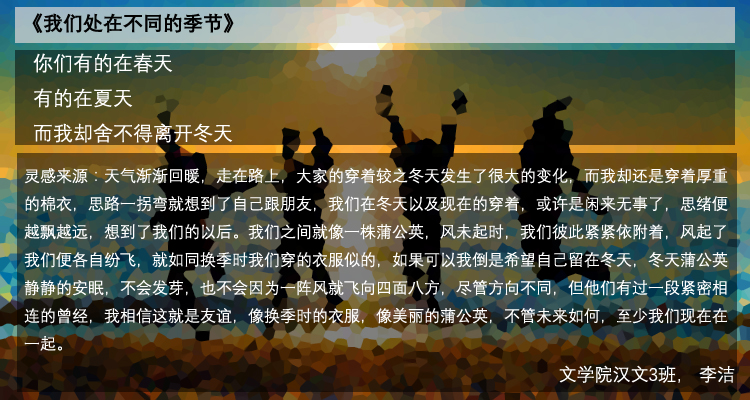 《我们处在不同的季节》
你们有的在春天
有的在夏天
而我却舍不得离开冬天
灵感来源：天气渐渐回暖，走在路上，大家的穿着较之冬天发生了很大的变化，而我却还是穿着厚重
的棉衣，思路一拐弯就想到了自己跟朋友，我们在冬天以及现在的穿着，或许是闲来无事了，思绪便
越飘越远，想到了我们的以后。我们之间就像一株蒲公英，风未起时，我们彼此紧紧依附着，风起了
我们便各自纷飞，就如同换季时我们穿的衣服似的，如果可以我倒是希望自己留在冬天，冬天蒲公英
静静的安眠，不会发芽，也不会因为一阵风就飞向四面八方，尽管方向不同，但他们有过一段紧密相
连的曾经，我相信这就是友谊，像换季时的衣服，像美丽的蒲公英，不管未来如何，至少我们现在在
一起。
文学院汉文3班， 李洁